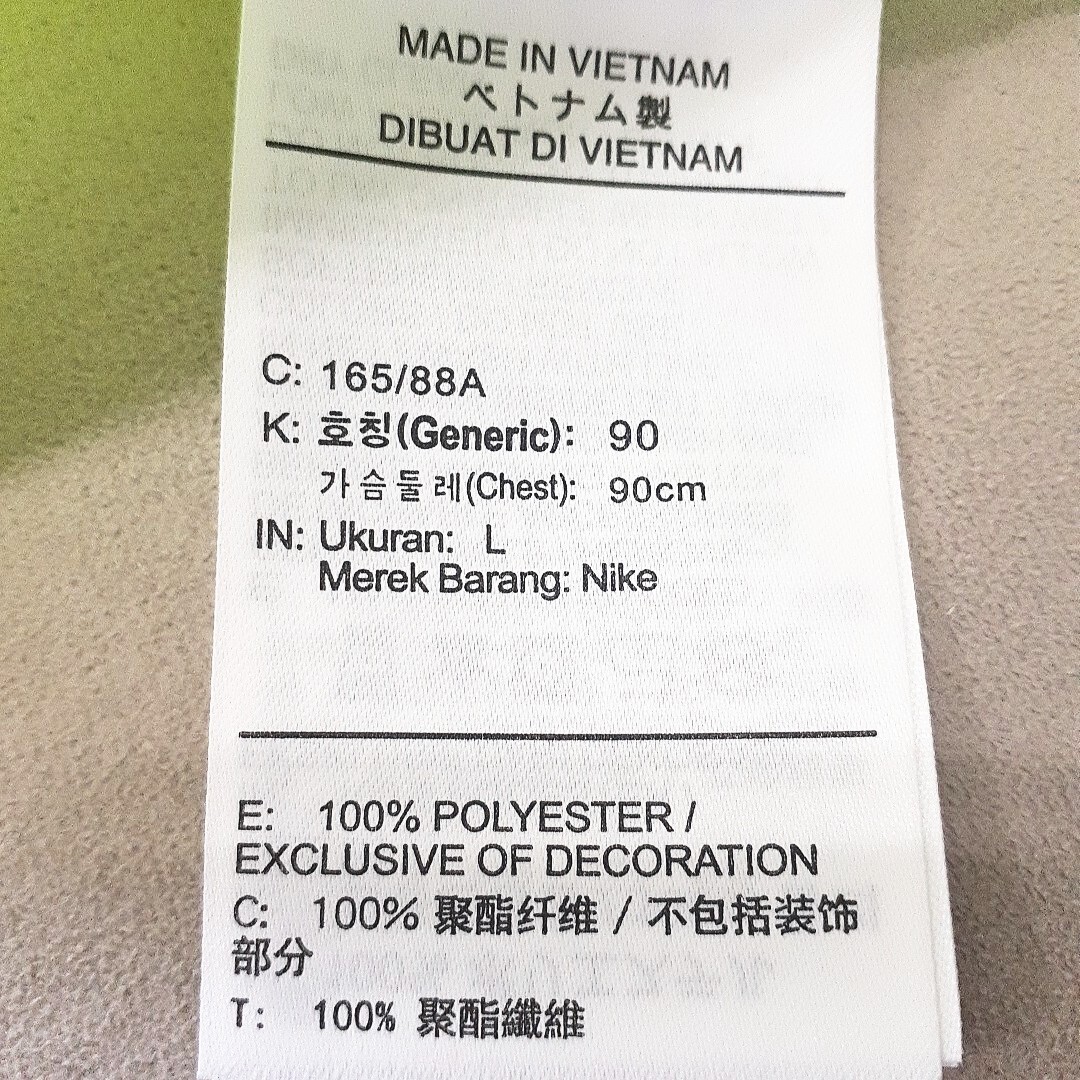 MADE IN VIETNAM
ベトナム製
DIBUAT DI VIETNAM
C: 165/88A
K: 호칭(Generic): 90
가슴둘레(Chest): 90cm
IN: Ukuran: L
Merek Barang: Nike
E: 100% POLYESTER /
EXCLUSIVE OF DECORATION
C: 100% 聚酯纤维 / 不包括装饰
部分
T: 100% 聚酯纖維